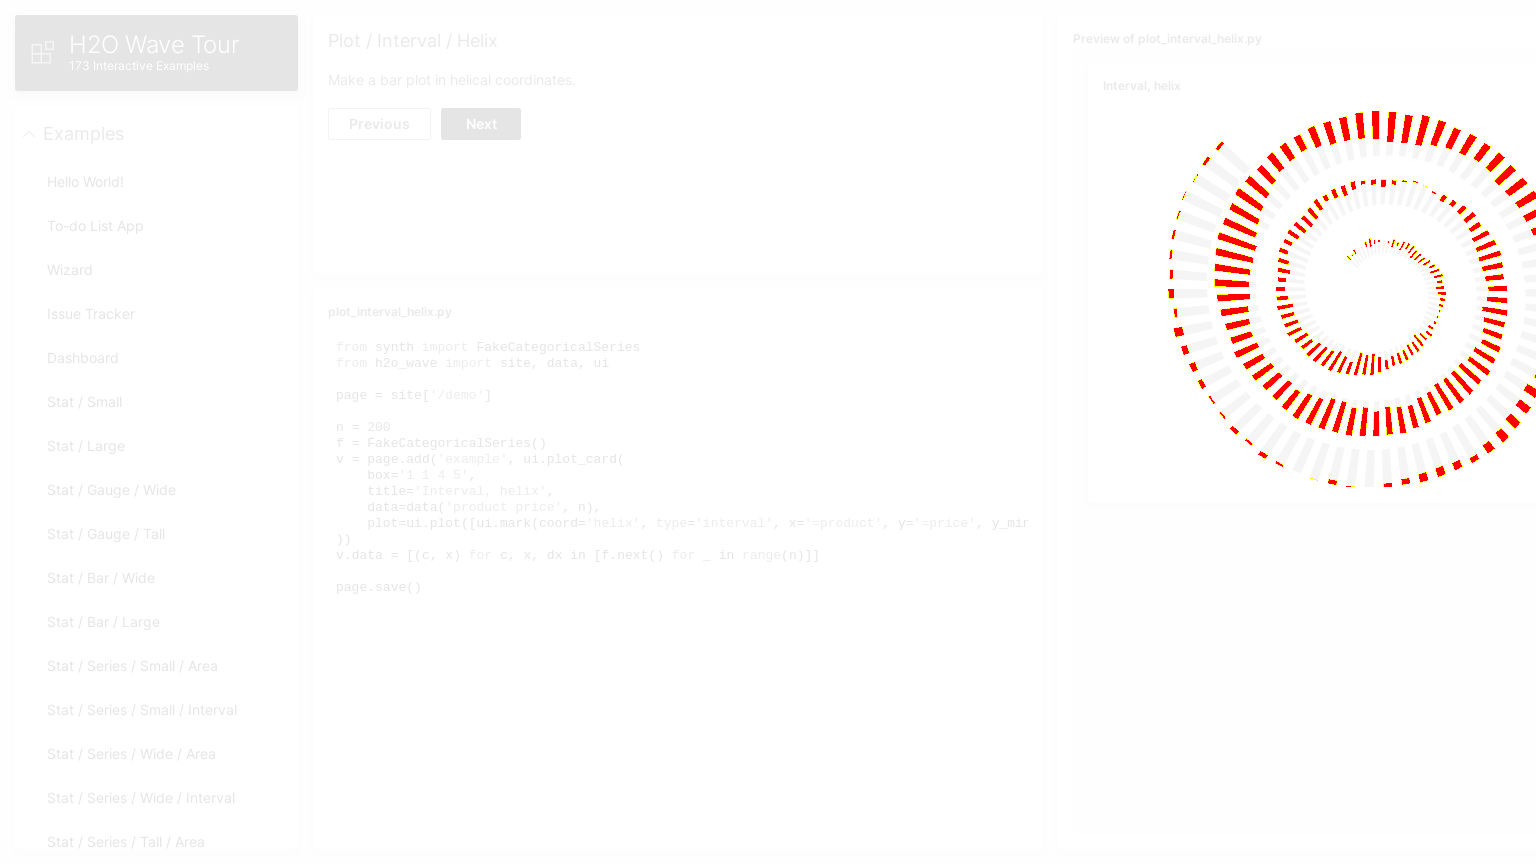 H2O Wave Tour
173 Interactive Examples
Examples
Hello World!
To-do List App
Wizard
Issue Tracker
Dashboard
Stat / Small
Stat / Large
Stat / Gauge / Wide
Stat / Gauge / Tall
Stat / Bar / Wide
Stat / Bar / Large
Stat / Series / Small / Area
Stat / Series / Small / Interval
Stat / Series / Wide / Area
Stat / Series / Wide / Interval
Stat / Series / Tall / Area
Plot / Interval / Helix
Make a bar plot in helical coordinates.
Previous
Next
plot_interval_helix.py
from synth import FakeCategoricalSeries
from h2o_wave import site, data, ui
page = site['/demo']
n = 200
f = FakeCategoricalSeries()
v = page.add('example', ui.plot_card(
    box='1 1 4 5',
    title='Interval, helix',
    data=data('product price', n),
    plot=ui.plot([ui.mark(coord='helix', type='interval', x='=product', y='=price', y_min
))
v.data = [(c, x) for c, x, dx in [f.next() for _ in range(n)]]
page.save()
Preview of plot_interval_helix.py
Interval, helix